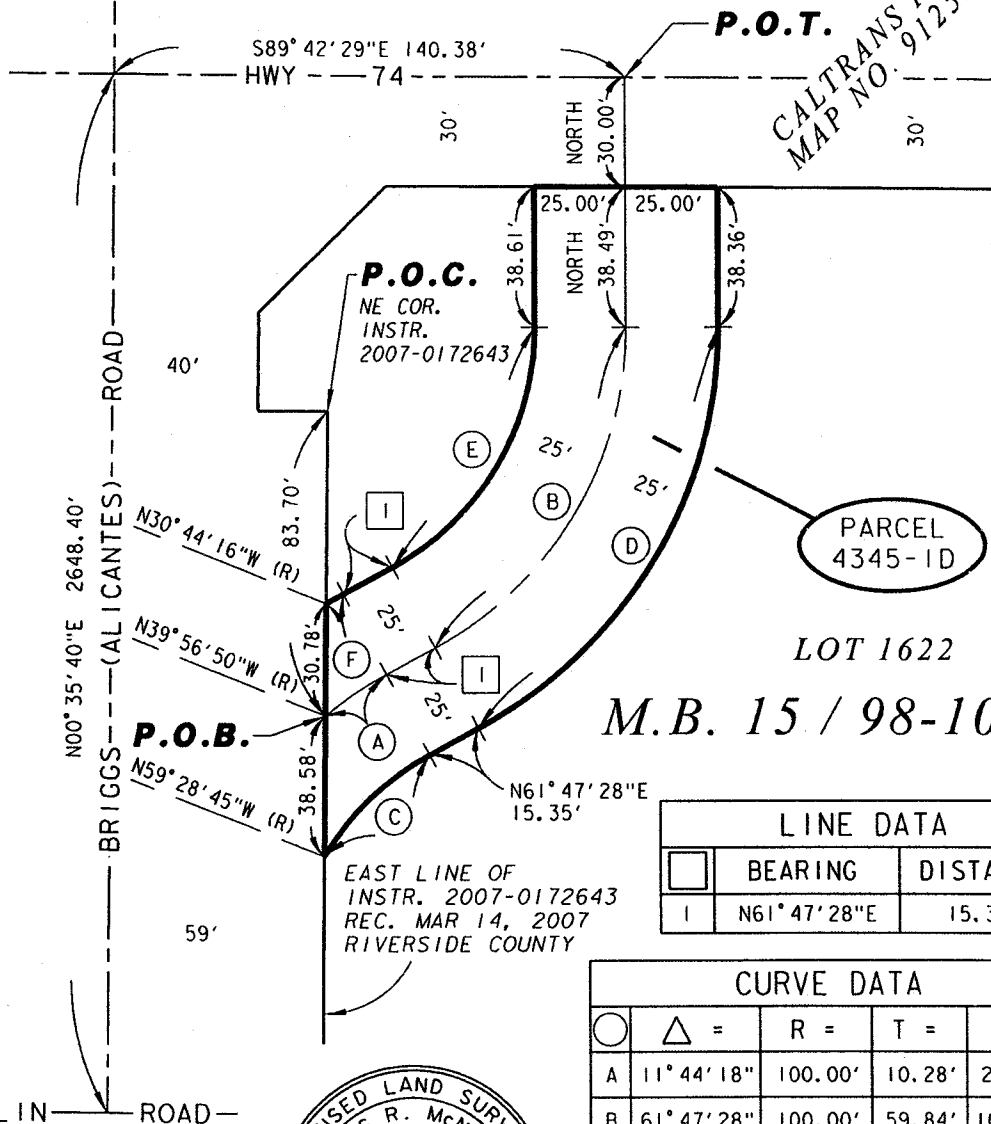 P.O.T.
S89°42'29"E 140.38'
HWY 74
CALTRANS
MAP NO.
30'
NORTH
30.00'
30'
25.00'
25.00'
38.61'
NORTH
38.49'
38.36'
P.O.C.
NE COR.
INSTR.
2007-0172643
40'
BRIGGS (ALICANTES) ROAD
N00°35'40"E 2648.40'
83.70'
E
25'
B
25'
D
1
PARCEL
4345-1D
N30°44'16"W (R)
25'
F
30.78'
N39°56'50"W (R)
1
25'
LOT 1622
P.O.B.
A
M.B. 15 / 98-10
N59°28'45"W (R)
38.58'
C
N61°47'28"E
15.35'
EAST LINE OF
INSTR. 2007-0172643
REC. MAR 14, 2007
RIVERSIDE COUNTY
59'
LINE DATA
BEARING
1 N61°47'28"E 15.3
CURVE DATA
△ = R = T =
A 11°44'18" 100.00' 10.28' 2
B 61°47'28" 100.00' 59.84'
IN ROAD
LAND
R.